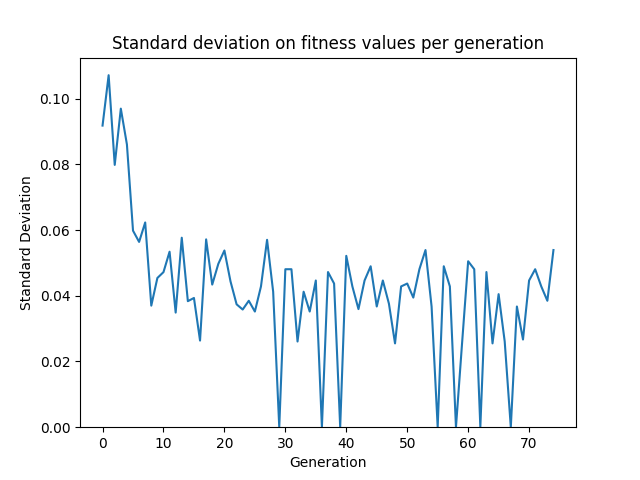 Standard deviation on fitness values per generation
Standard Deviation
0.10
0.08
0.06
0.04
0.02
0.00
0 10 20 30 40 50 60 70
Generation